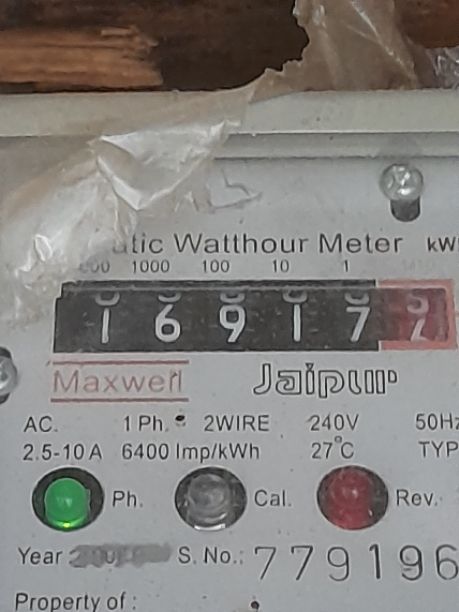 Watthour Meter kW
1000 100 10 1
1 6 9 1 7
Maxwell Jaipur
AC. 1 Ph. 2WIRE 240V 50Hz
2.5-10 A 6400 Imp/kWh 27°C TYP
Ph. Cal. Rev.
Year S. No.: 779196
Property of :